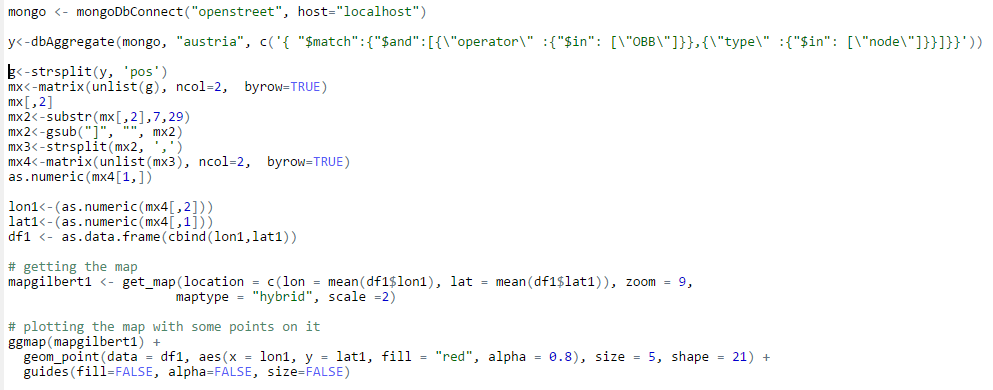 mongo <- mongoDbConnect("openstreet", host="localhost")
y<-dbAggregate(mongo, "austria", c('{ "$match":{"$and":[{\"operator\" :{"$in": [\"OBB\"]}},{\"type\" :{"$in": [\"node\"]}}]}}'))
g<-strsplit(y, 'pos')
mx<-matrix(unlist(g), ncol=2,  byrow=TRUE)
mx[,2]
mx2<-substr(mx[,2],7,29)
mx2<-gsub("]", "", mx2)
mx3<-strsplit(mx2, ',')
mx4<-matrix(unlist(mx3), ncol=2,  byrow=TRUE)
as.numeric(mx4[1,])
lon1<-(as.numeric(mx4[,2]))
lat1<-(as.numeric(mx4[,1]))
df1 <- as.data.frame(cbind(lon1,lat1))
# getting the map
mapgilbert1 <- get_map(location = c(lon = mean(df1$lon1), lat = mean(df1$lat1)), zoom = 9,
maptype = "hybrid", scale =2)
# plotting the map with some points on it
ggmap(mapgilbert1) +
geom_point(data = df1, aes(x = lon1, y = lat1, fill = "red", alpha = 0.8), size = 5, shape = 21) +
guides(fill=FALSE, alpha=FALSE, size=FALSE)